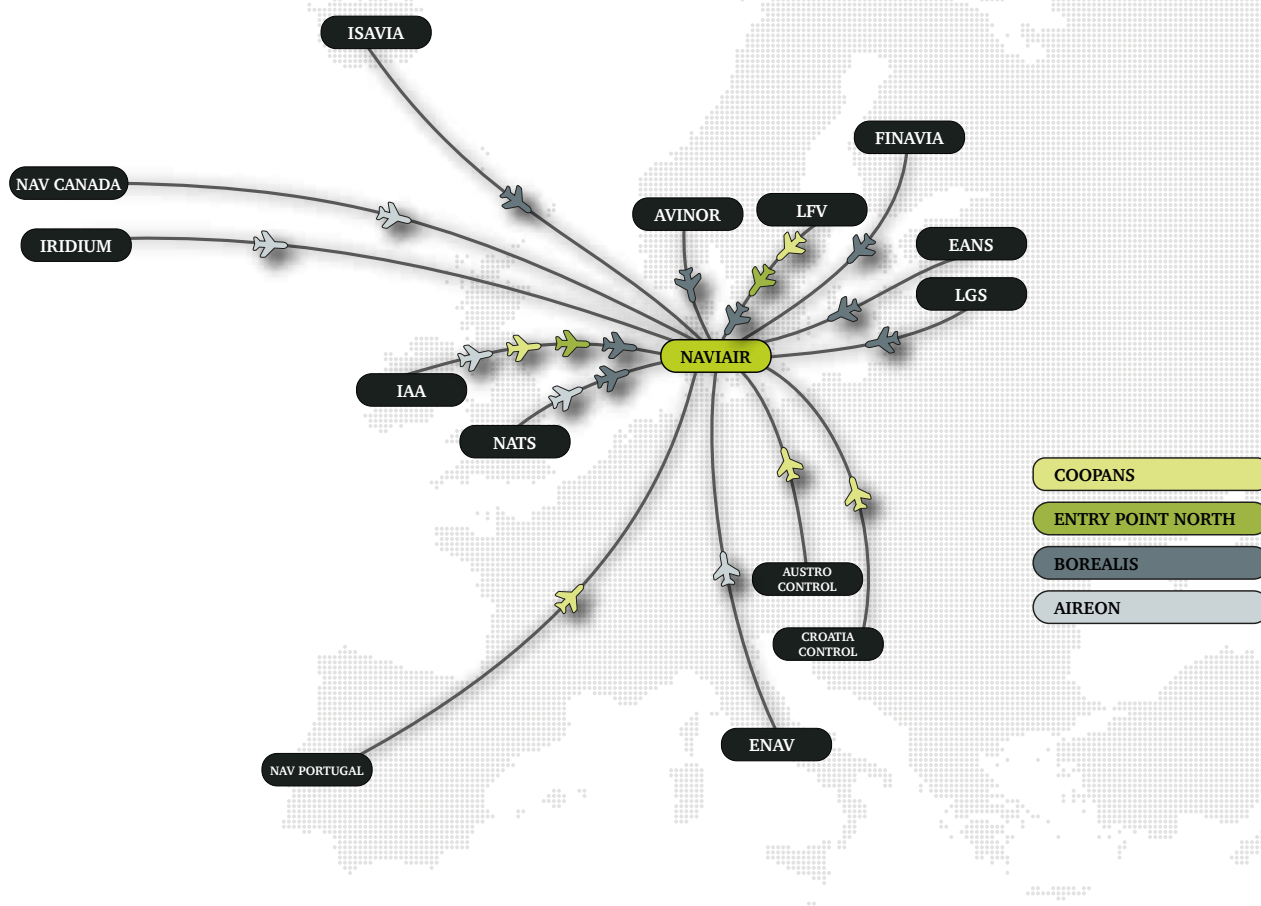 ISAVIA
FINAVIA
NAV CANADA
AVINOR
LFV
IRIDIUM
EANS
LGS
NAVIAIR
IAA
NATS
COOPANS
ENTRY POINT NORTH
BOREALIS
AIREON
AUSTRO
CONTROL
CROATIA
CONTROL
ENAV
NAV PORTUGAL